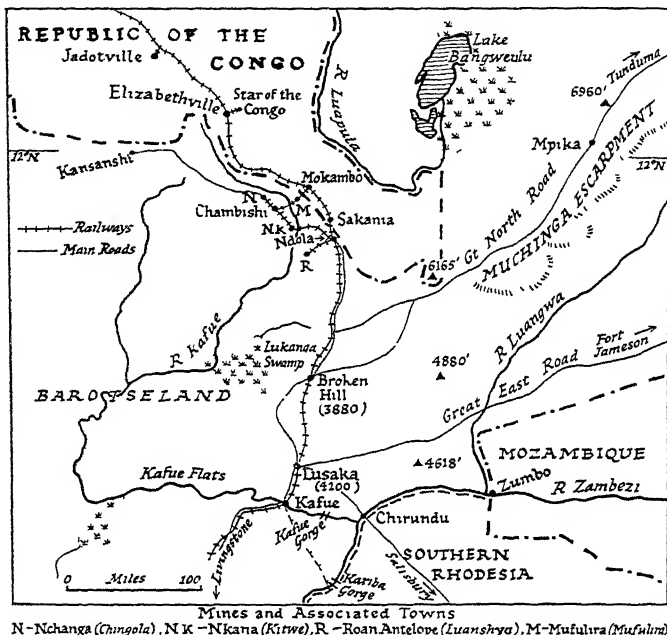 REPUBLIC OF THE
CONGO
Jadotville
Elizabethville
Star of the
Congo
R Luapula
Lake
Bangweulu
6960'
Tunduma
Mpika
12°N
12°N
Kansanshi
Mokambo
N
M
Chambishi
Sakania
NK
Ndola
R
Railways
Main Roads
6165'
Gt North Road
MUCHINGA ESCARPMENT
R Luangwa
R Kafue
Lukanga
Swamp
4880'
Fort
Jameson
Great East Road
BAROTSELAND
Broken
Hill
(3880)
MOZAMBIQUE
Kafue Flats
Lusaka
(4200)
4618'
Zumbo
R Zambezi
Kafue
Kafue
Gorge
Chirundu
Livingstone
Salisbury
SOUTHERN
RHODESIA
Kariba
Gorge
0 Miles 100
Mines and Associated Towns
N-Nchanga (Chingola), NK-Nkana (Kitwe), R-Roan Antelope (Luanshya), M-Mufulira (Mufulira)